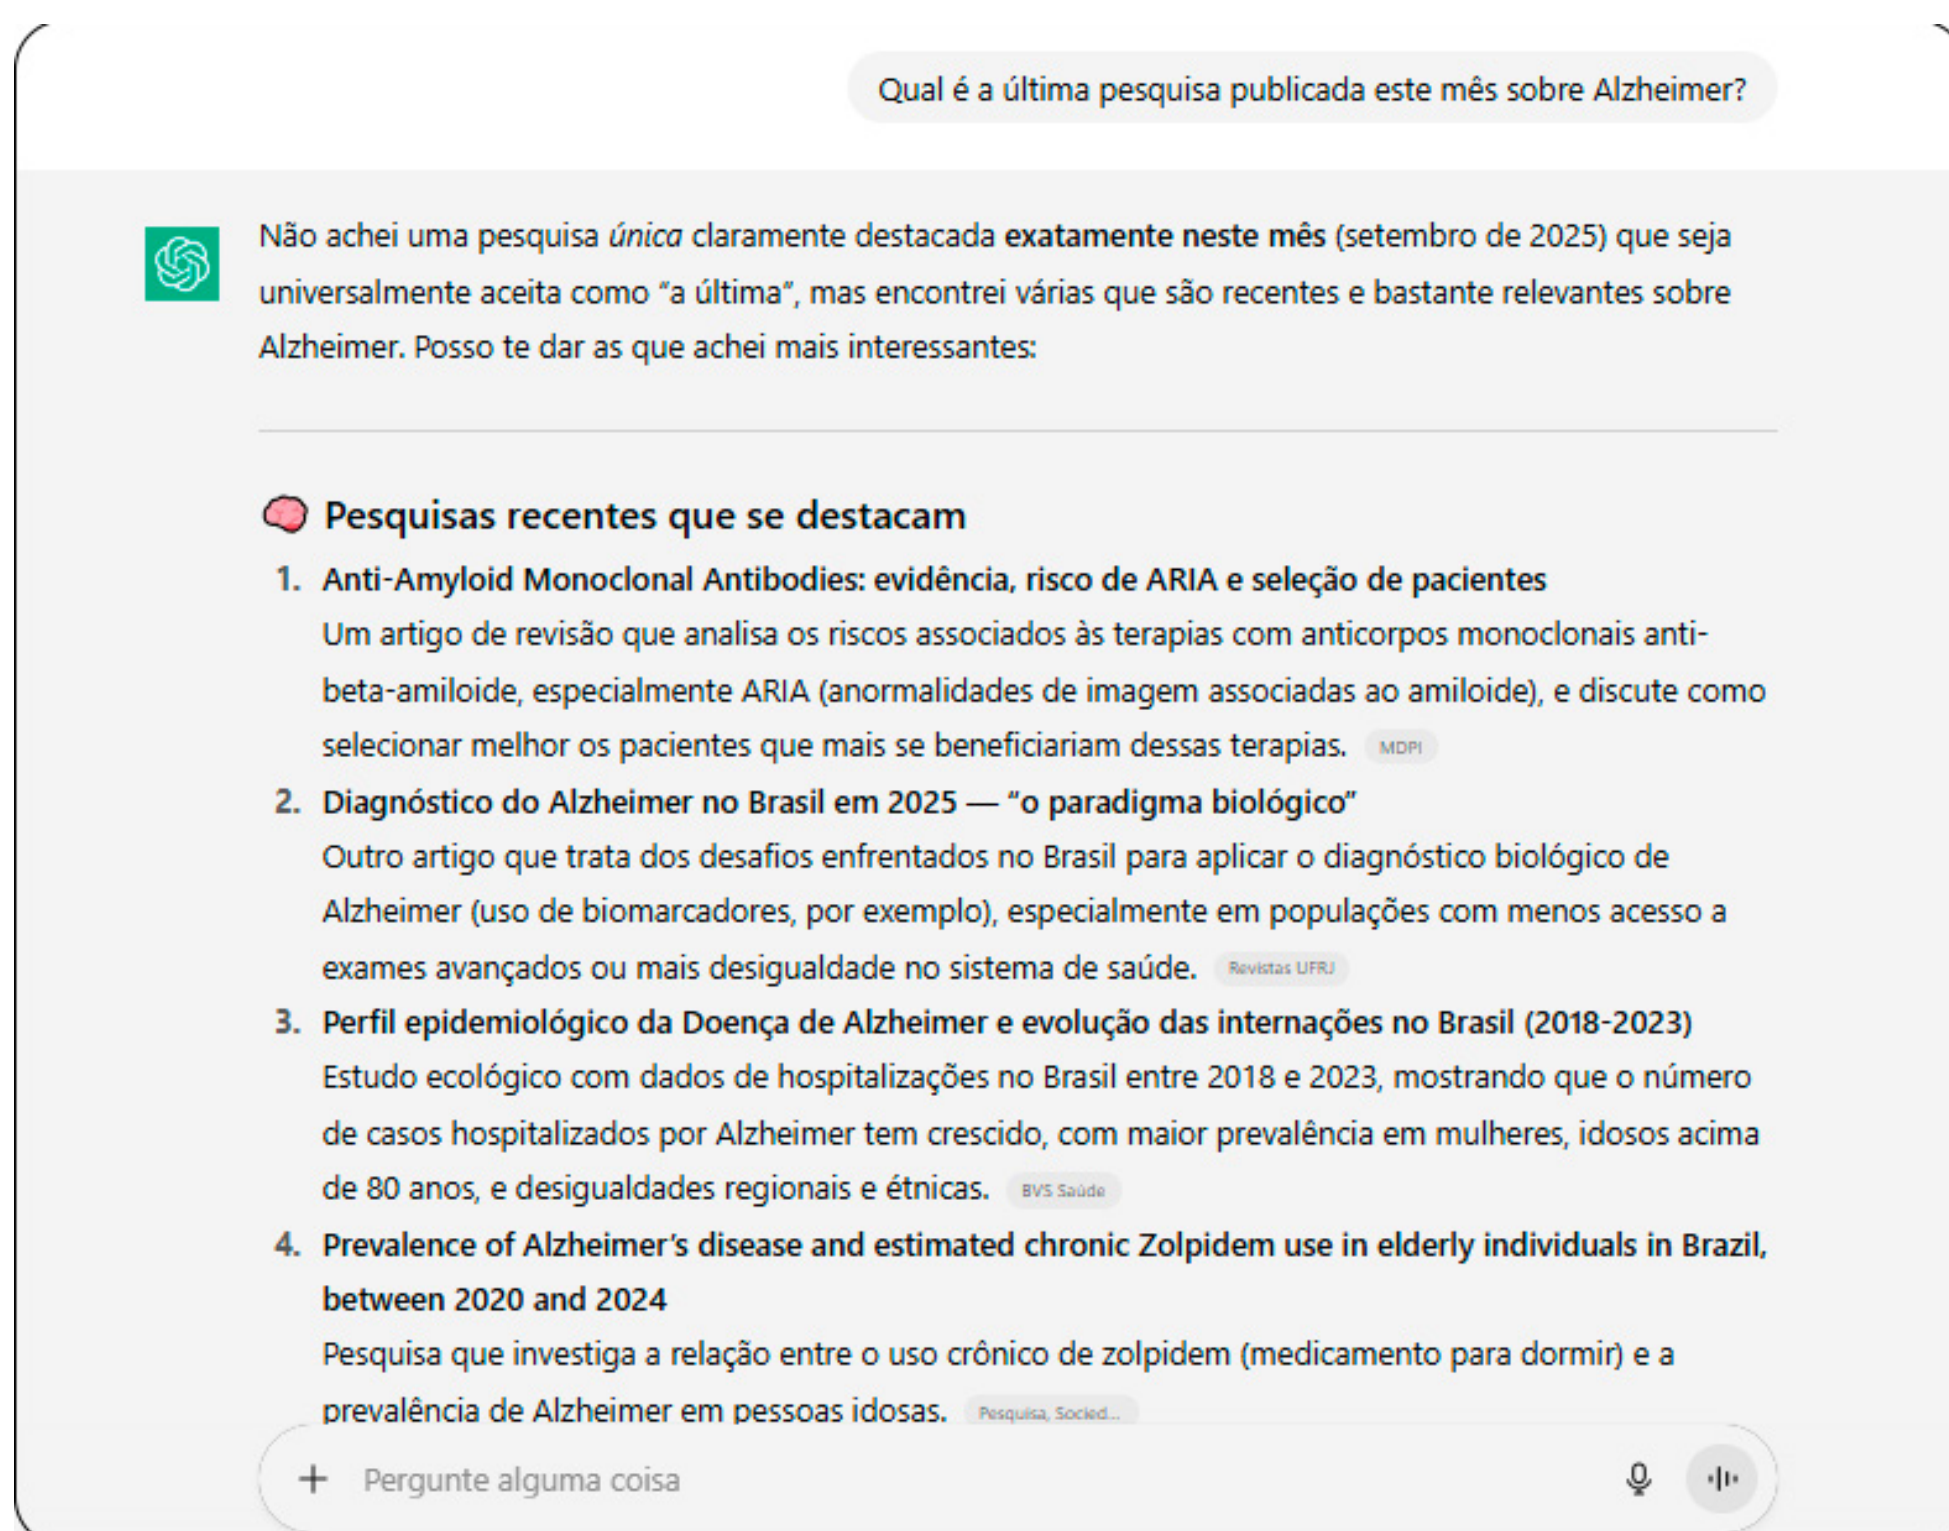 Qual é a última pesquisa publicada este mês sobre Alzheimer?
Não achei uma pesquisa única claramente destacada exatamente neste mês (setembro de 2025) que seja
universalmente aceita como “a última”, mas encontrei várias que são recentes e bastante relevantes sobre
Alzheimer. Posso te dar as que achei mais interessantes:
Pesquisas recentes que se destacam
1. Anti-Amyloid Monoclonal Antibodies: evidência, risco de ARIA e seleção de pacientes
Um artigo de revisão que analisa os riscos associados às terapias com anticorpos monoclonais anti-
beta-amiloide, especialmente ARIA (anormalidades de imagem associadas ao amiloide), e discute como
selecionar melhor os pacientes que mais se beneficiariam dessas terapias. MDPI
2. Diagnóstico do Alzheimer no Brasil em 2025 — “o paradigma biológico”
Outro artigo que trata dos desafios enfrentados no Brasil para aplicar o diagnóstico biológico de
Alzheimer (uso de biomarcadores, por exemplo), especialmente em populações com menos acesso a
exames avançados ou mais desigualdade no sistema de saúde. Revistas UFRJ
3. Perfil epidemiológico da Doença de Alzheimer e evolução das internações no Brasil (2018-2023)
Estudo ecológico com dados de hospitalizações no Brasil entre 2018 e 2023, mostrando que o número
de casos hospitalizados por Alzheimer tem crescido, com maior prevalência em mulheres, idosos acima
de 80 anos, e desigualdades regionais e étnicas. BVS Saúde
4. Prevalence of Alzheimer’s disease and estimated chronic Zolpidem use in elderly individuals in Brazil,
between 2020 and 2024
Pesquisa que investiga a relação entre o uso crônico de zolpidem (medicamento para dormir) e a
prevalência de Alzheimer em pessoas idosas. Pesquisa, Socied...
Pergunte alguma coisa